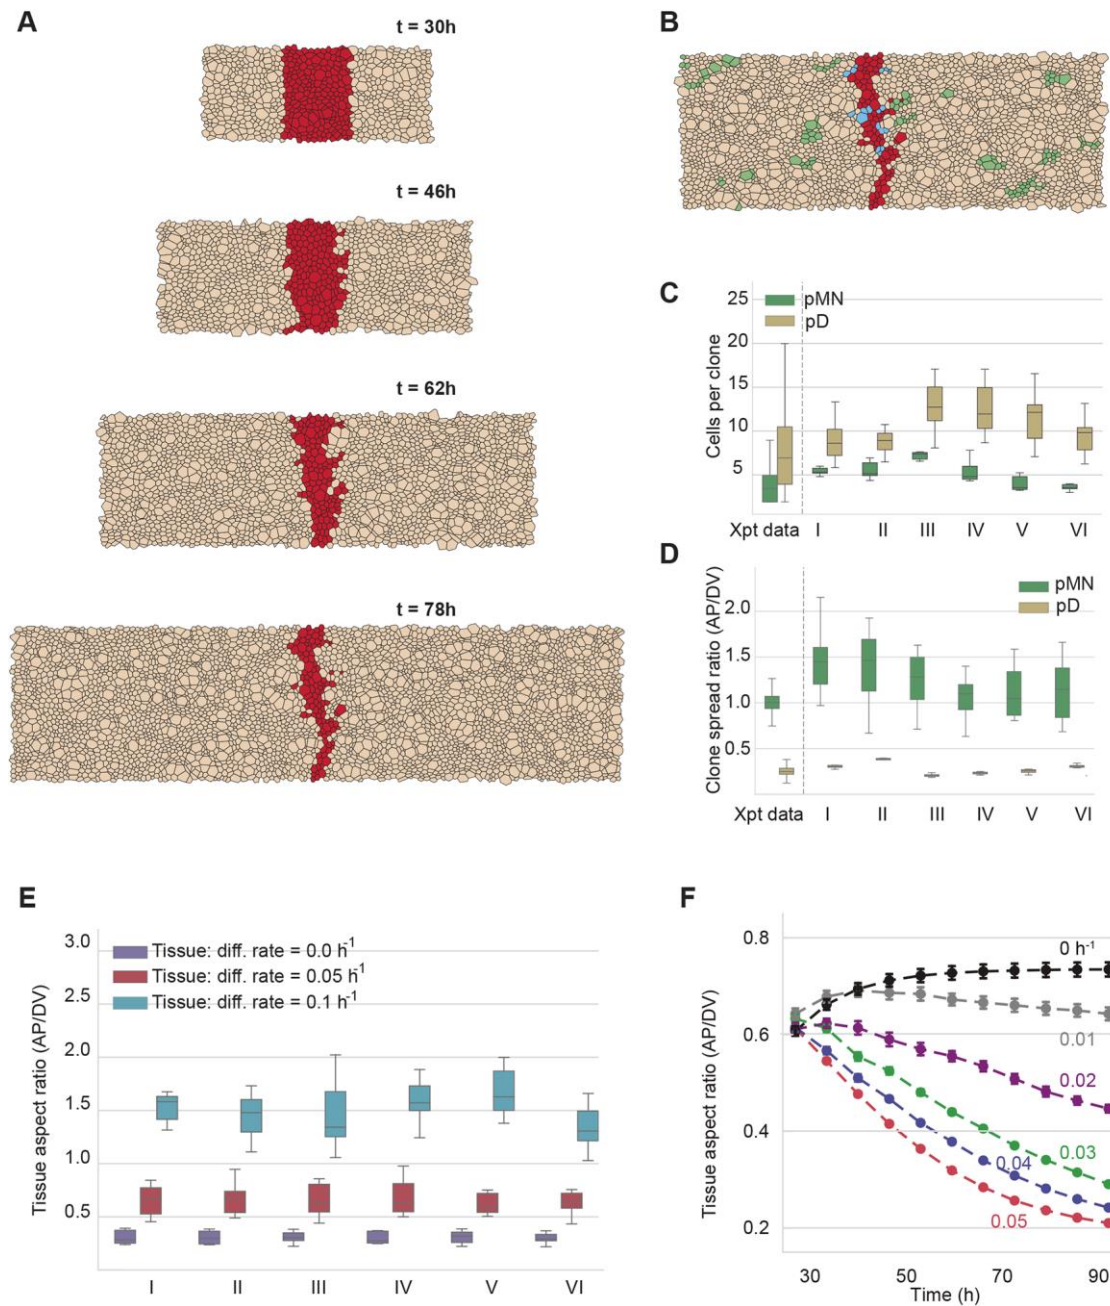 A
t = 30h
t = 46h
t = 62h
t = 78h
B
C
pMN
pD
25
20
15
10
5
Cells per clone
Xpt data I II III IV V VI
D
pMN
pD
2.0
1.5
1.0
0.5
Clone spread ratio (AP/DV)
Xpt data I II III IV V VI
E
Tissue: diff. rate = 0.0 h⁻¹
Tissue: diff. rate = 0.05 h⁻¹
Tissue: diff. rate = 0.1 h⁻¹
3.0
2.5
2.0
1.5
1.0
0.5
Tissue aspect ratio (AP/DV)
I II III IV V VI
F
0.8
0.6
0.4
0.2
Tissue aspect ratio (AP/DV)
0 h⁻¹
0.01
0.02
0.03
0.04
0.05
30 50 70 90
Time (h)